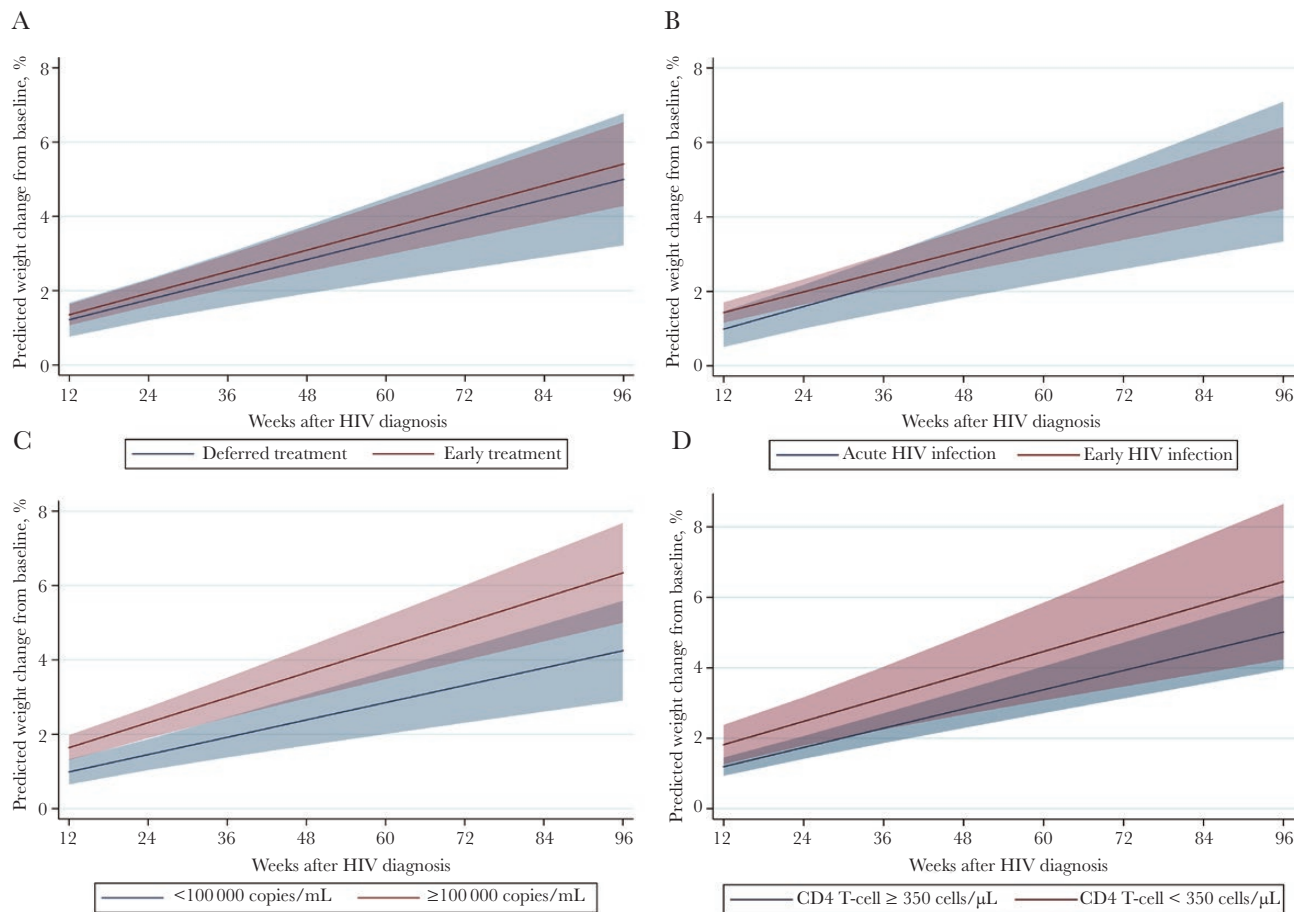 A
Predicted weight change from baseline, %
8
6
4
2
0
12 24 36 48 60 72 84 96
Weeks after HIV diagnosis
Deferred treatment Early treatment
B
Predicted weight change from baseline, %
8
6
4
2
0
12 24 36 48 60 72 84 96
Weeks after HIV diagnosis
Acute HIV infection Early HIV infection
C
Predicted weight change from baseline, %
8
6
4
2
0
12 24 36 48 60 72 84 96
Weeks after HIV diagnosis
<100 000 copies/mL ≥100 000 copies/mL
D
Predicted weight change from baseline, %
8
6
4
2
0
12 24 36 48 60 72 84 96
Weeks after HIV diagnosis
CD4 T-cell ≥ 350 cells/μL CD4 T-cell < 350 cells/μL